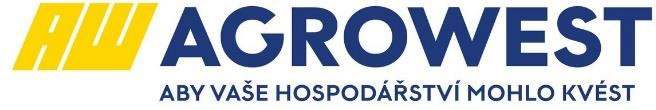 AW AGROWEST
ABY VAŠE HOSPODÁŘSTVÍ MOHLO KVÉST